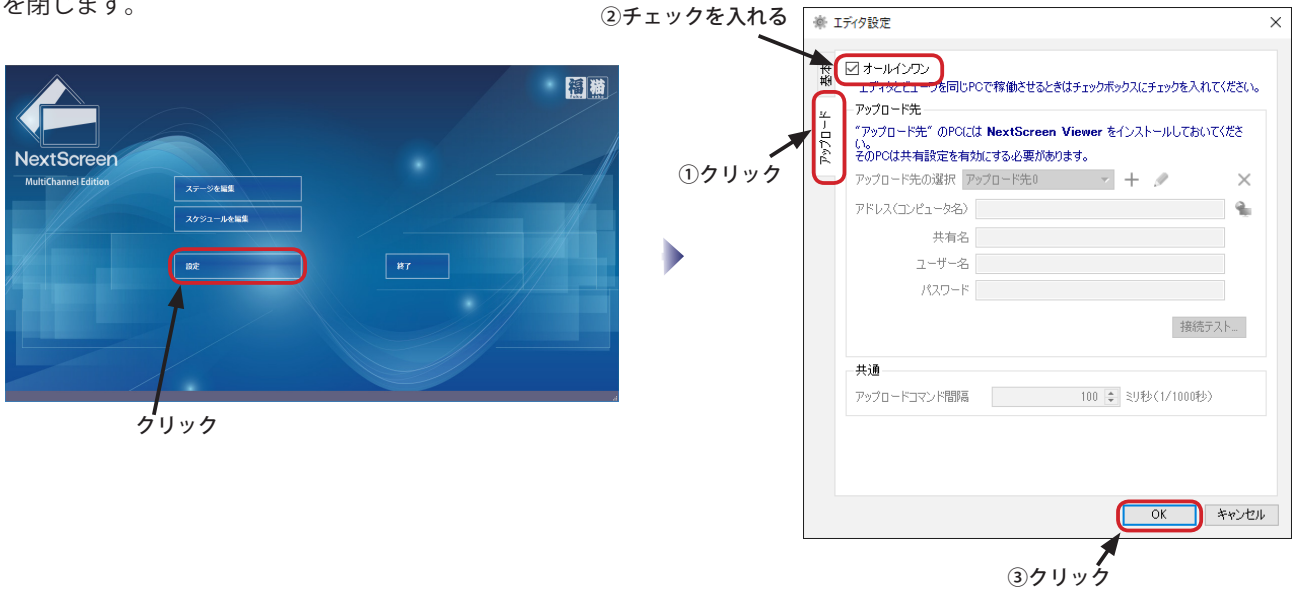 を閉じます。
②チェックを入れる
福 猫
NextScreen
MultiChannel Edition
ステージを編集
スケジュールを編集
設定
終了
クリック
エディタ設定
基本
アップロード
①クリック
オールインワン
エディタとビューワを同じPCで稼働させるときはチェックボックスにチェックを入れてください。
アップロード先
"アップロード先" のPCには NextScreen Viewer をインストールしておいてくださ
い。
そのPCは共有設定を有効にする必要があります。
アップロード先の選択 アップロード先0
アドレス(コンピュータ名)
共有名
ユーザー名
パスワード
接続テスト...
共通
アップロードコマンド間隔 100 ミリ秒(1/1000秒)
OK キャンセル
③クリック